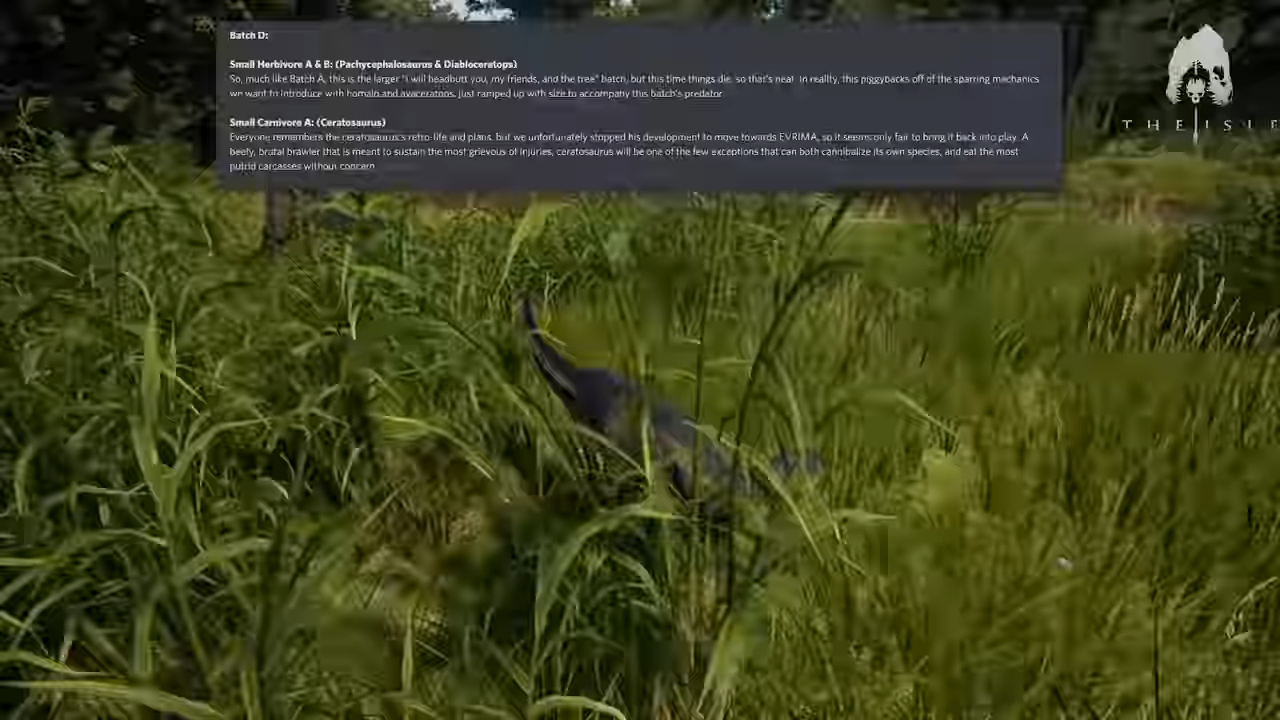 Batch D:
Small Herbivore A & B: (Pachycephalosaurus & Diabloceratops)
So, much like Batch A, this is the larger "I will headbutt you, my friends, and the tree" batch, but this time things die, so that's neat. In reality, this piggybacks off of the sparring mechanics
we want to introduce with homain and avaceratops, just ramped up with size to accompany this batch's predator.
Small Carnivore A: (Ceratosaurus)
Everyone remembers the ceratosaurus's retro-life and plans, but we unfortunately stopped his development to move towards EVRIMA, so it seems only fair to bring it back into play. A
beefy, brutal brawler that is meant to sustain the most grievous of injuries, ceratosaurus will be one of the few exceptions that can both cannibalize its own species, and eat the most
putrid carcasses without concern.
THE ISLE